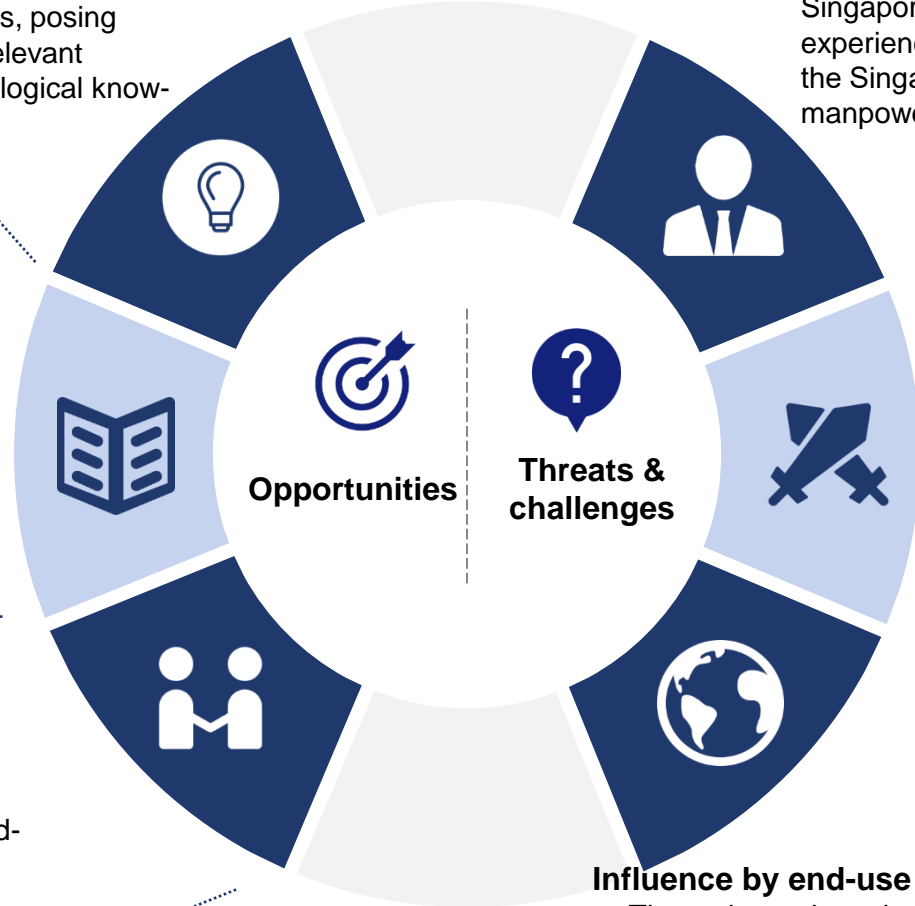 s, posing
elevant
logical know-
Singapor
experienc
the Singa
manpowe
Opportunities
Threats &
challenges
d-
Influence by end-use